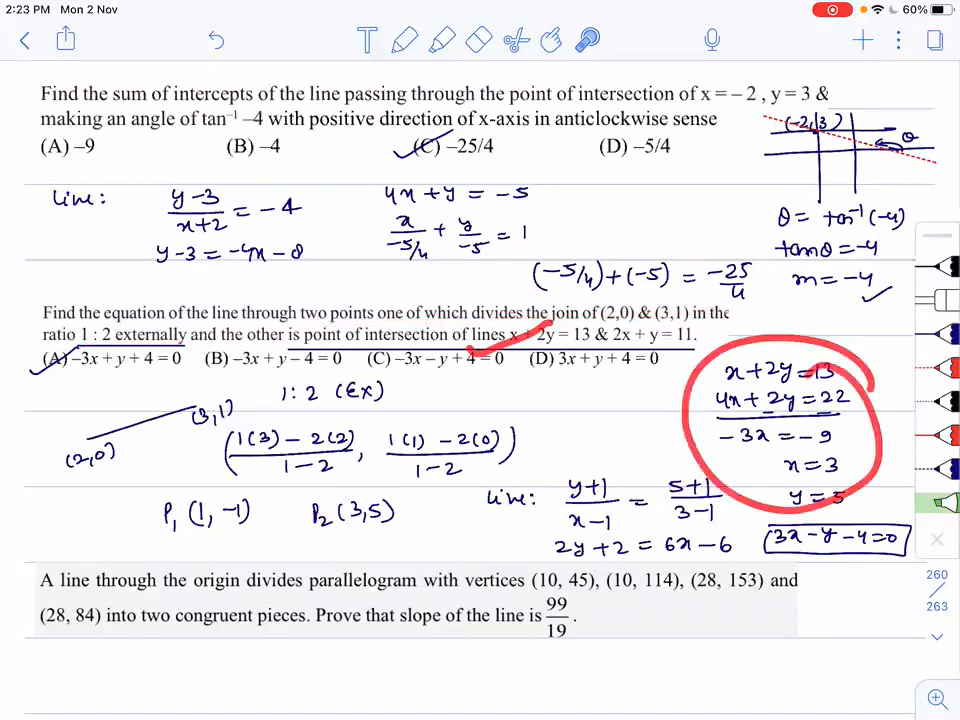 2:23 PM Mon 2 Nov
60%
Find the sum of intercepts of the line passing through the point of intersection of x = – 2 , y = 3 &
making an angle of tan⁻¹ –4 with positive direction of x-axis in anticlockwise sense
(A) –9 (B) –4 (C) –25/4 (D) –5/4
(-2, 3)
θ
Line: y-3/x+2 = -4
y-3 = -4x-8
4x+y = -5
x/-5/4 + y/-5 = 1
(-5/4)+(-5) = -25/4
θ = tan⁻¹(-4)
tanθ = -4
m = -4
Find the equation of the line through two points one of which divides the join of (2,0) & (3,1) in the
ratio 1 : 2 externally and the other is point of intersection of lines x + 2y = 13 & 2x + y = 11.
(A) –3x + y + 4 = 0 (B) –3x + y – 4 = 0 (C) –3x – y + 4 = 0 (D) 3x + y + 4 = 0
1:2 (Ex)
(3,1)
(2,0)
(1(3)-2(2)/1-2, 1(1)-2(0)/1-2)
P₁ (1, -1) P₂ (3,5)
x+2y=13
4x+2y=22
-3x = -9
x=3
y=5
Line: y+1/x-1 = 5+1/3-1
2y+2 = 6x-6
3x-y-4=0
A line through the origin divides parallelogram with vertices (10, 45), (10, 114), (28, 153) and
(28, 84) into two congruent pieces. Prove that slope of the line is 99/19.
260
/
263